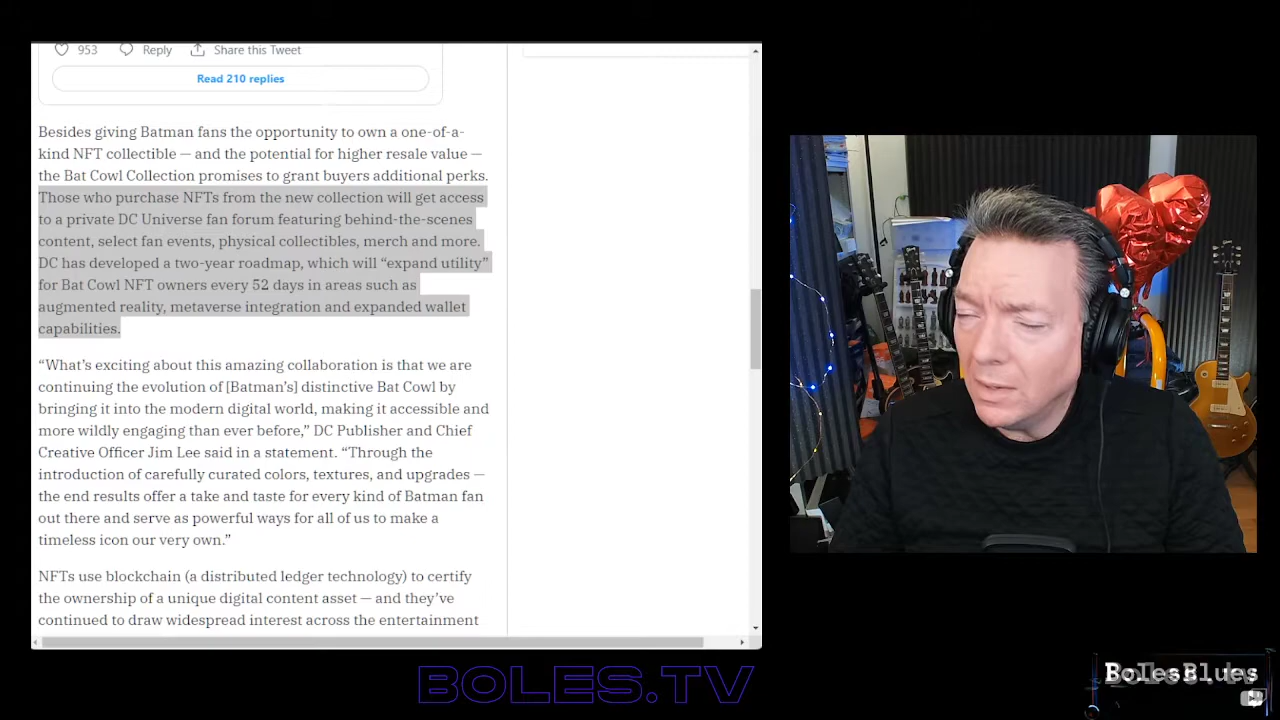 953 Reply Share this Tweet
Read 210 replies
Besides giving Batman fans the opportunity to own a one-of-a-
kind NFT collectible — and the potential for higher resale value —
the Bat Cowl Collection promises to grant buyers additional perks.
Those who purchase NFTs from the new collection will get access
to a private DC Universe fan forum featuring behind-the-scenes
content, select fan events, physical collectibles, merch and more.
DC has developed a two-year roadmap, which will “expand utility”
for Bat Cowl NFT owners every 52 days in areas such as
augmented reality, metaverse integration and expanded wallet
capabilities.
“What’s exciting about this amazing collaboration is that we are
continuing the evolution of [Batman’s] distinctive Bat Cowl by
bringing it into the modern digital world, making it accessible and
more wildly engaging than ever before,” DC Publisher and Chief
Creative Officer Jim Lee said in a statement. “Through the
introduction of carefully curated colors, textures, and upgrades —
the end results offer a take and taste for every kind of Batman fan
out there and serve as powerful ways for all of us to make a
timeless icon our very own.”
NFTs use blockchain (a distributed ledger technology) to certify
the ownership of a unique digital content asset — and they’ve
continued to draw widespread interest across the entertainment
BOLES.TV
BolesBlues